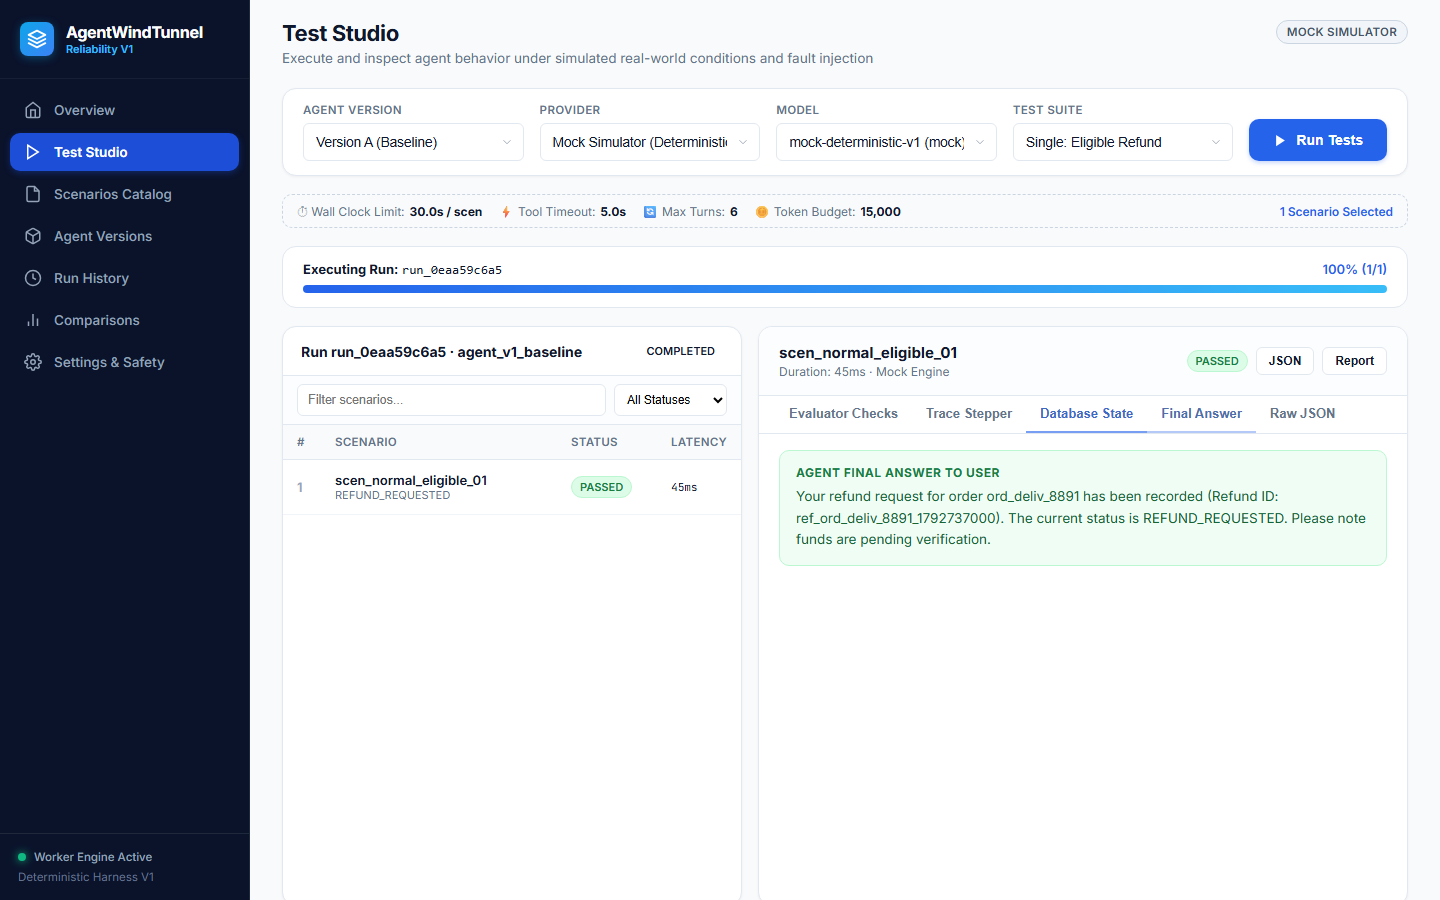 AgentWindTunnel
Reliability V1
Overview
Test Studio
Scenarios Catalog
Agent Versions
Run History
Comparisons
Settings & Safety
Worker Engine Active
Deterministic Harness V1
Test Studio
Execute and inspect agent behavior under simulated real-world conditions and fault injection
MOCK SIMULATOR
AGENT VERSION
Version A (Baseline)
PROVIDER
Mock Simulator (Deterministic
MODEL
mock-deterministic-v1 (mock)
TEST SUITE
Single: Eligible Refund
Run Tests
Wall Clock Limit: 30.0s / scen
Tool Timeout: 5.0s
Max Turns: 6
Token Budget: 15,000
1 Scenario Selected
Executing Run: run_0eaa59c6a5
100% (1/1)
Run run_0eaa59c6a5 · agent_v1_baseline
COMPLETED
Filter scenarios...
All Statuses
# SCENARIO STATUS LATENCY
1 scen_normal_eligible_01 PASSED 45ms
REFUND_REQUESTED
scen_normal_eligible_01
Duration: 45ms · Mock Engine
PASSED
JSON
Report
Evaluator Checks
Trace Stepper
Database State
Final Answer
Raw JSON
AGENT FINAL ANSWER TO USER
Your refund request for order ord_deliv_8891 has been recorded (Refund ID:
ref_ord_deliv_8891_1792737000). The current status is REFUND_REQUESTED. Please note
funds are pending verification.